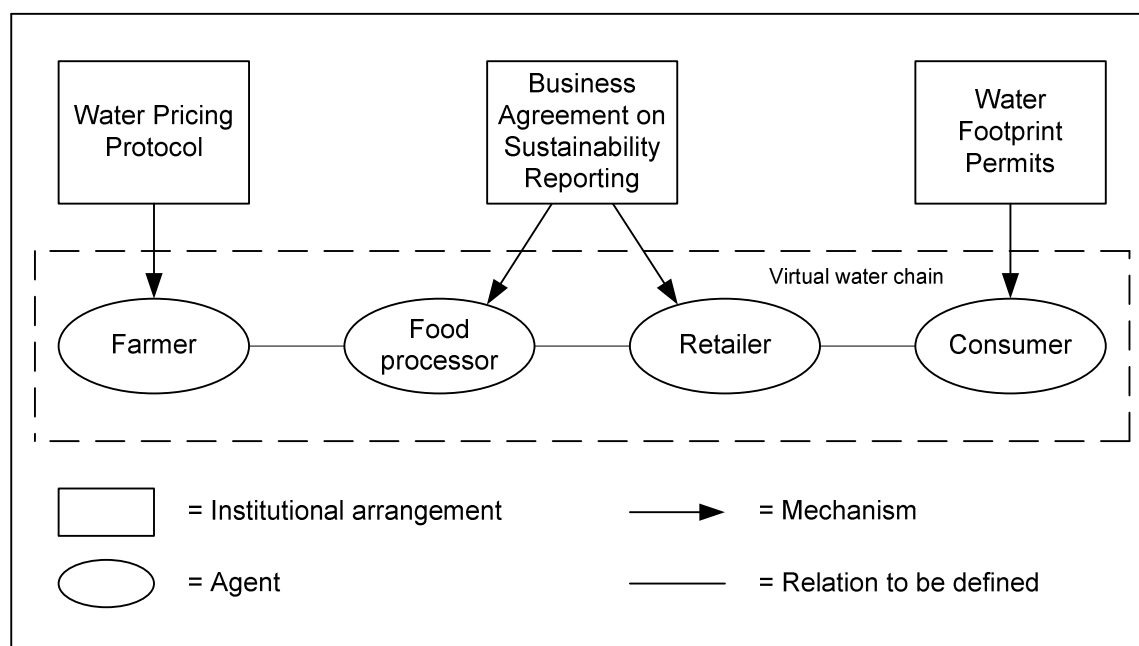 Water Pricing
Protocol
Business
Agreement on
Sustainability
Reporting
Water
Footprint
Permits
Virtual water chain
Farmer
Food
processor
Retailer
Consumer
= Institutional arrangement
= Mechanism
= Agent
= Relation to be defined